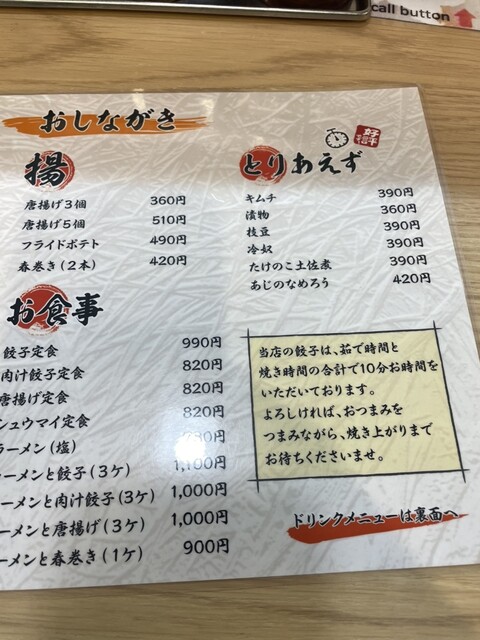 call button
おしながき
揚
唐揚げ3個 360円
唐揚げ5個 510円
フライドポテト 490円
春巻き(2本) 420円
とりあえず
キムチ 390円
漬物 360円
枝豆 390円
冷奴 390円
たけのこ土佐煮 390円
あじのなめろう 420円
お食事
餃子定食 990円
肉汁餃子定食 820円
唐揚げ定食 820円
シュウマイ定食 820円
ラーメン(塩) 780円
ーメンと餃子(3ケ) 1,100円
ーメンと肉汁餃子(3ケ) 1,000円
ーメンと唐揚げ(3ケ) 1,000円
ーメンと春巻き(1ケ) 900円
当店の餃子は、茹で時間と
焼き時間の合計で10分お時間を
いただいております。
よろしければ、おつまみを
つまみながら、焼き上がりまで
お待ちくださいませ。
ドリンクメニューは裏面へ